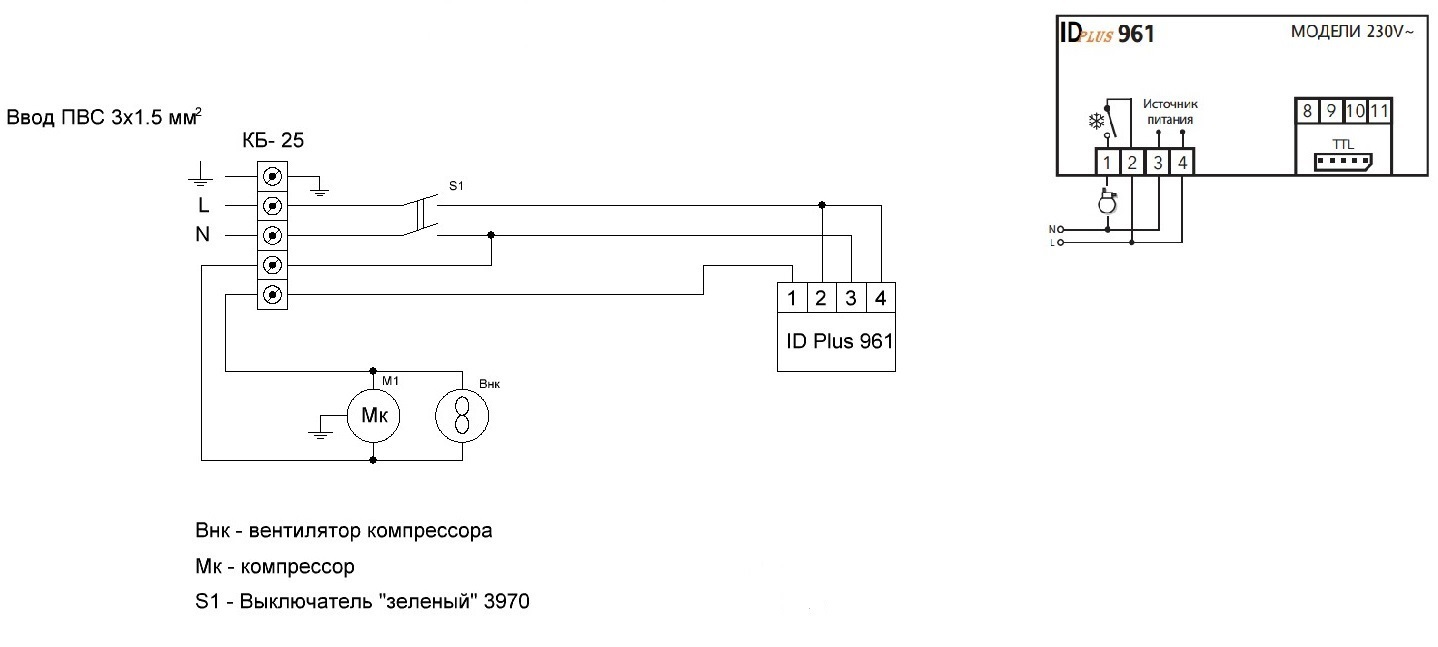 ID PLUS 961
МОДЕЛИ 230V~
Источник
питания
8 9 10 11
TTL
1 2 3 4
N
L
Ввод ПВС 3x1.5 мм²
КБ- 25
S1
L
N
1 2 3 4
ID Plus 961
М1
Внк
Мк
Внк - вентилятор компрессора
Мк - компрессор
S1 - Выключатель "зеленый" 3970